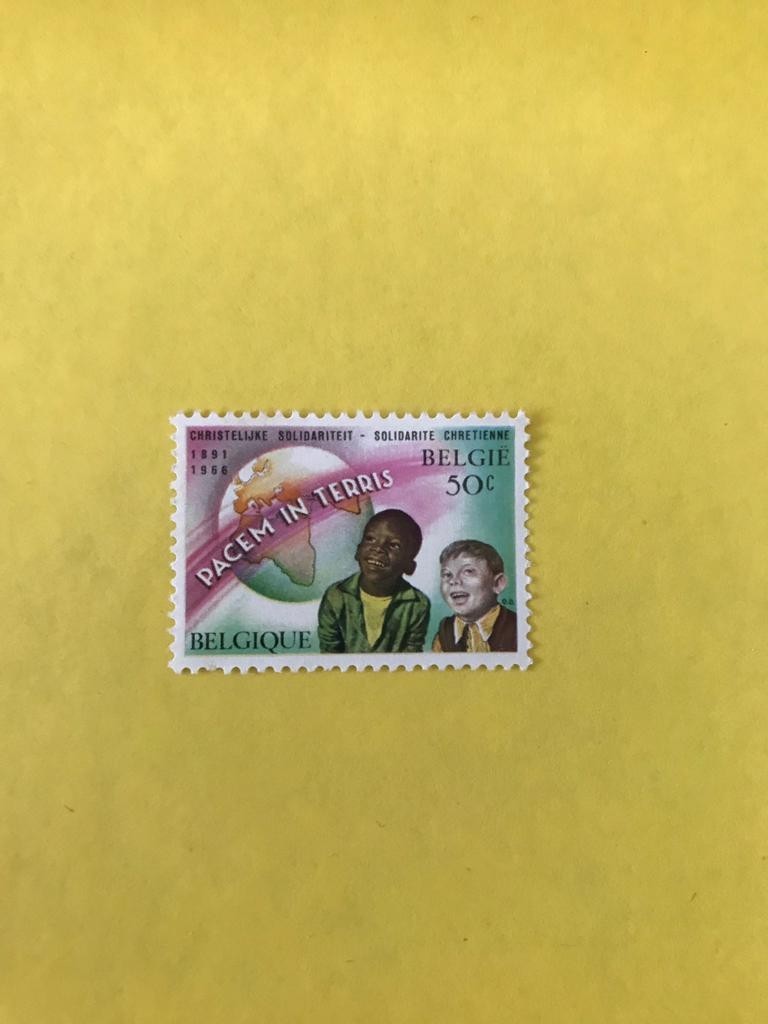 CHRISTELIJKE SOLIDARITEIT - SOLIDARITE CHRETIENNE
1891
1966
BELGIË
50C
PACEM IN TERRIS
BELGIQUE